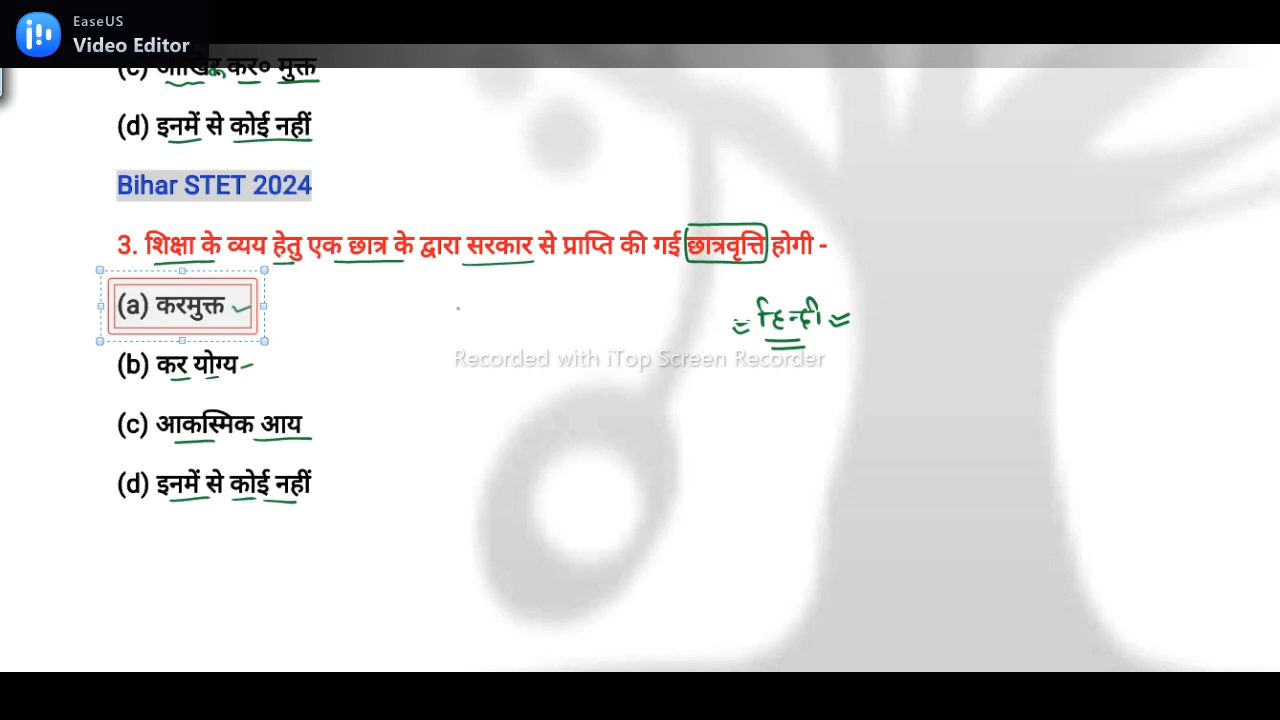 EaseUS
Video Editor
(c) आंशिक कर० मुक्त
(d) इनमें से कोई नहीं
Bihar STET 2024
3. शिक्षा के व्यय हेतु एक छात्र के द्वारा सरकार से प्राप्ति की गई छात्रवृत्ति होगी -
(a) करमुक्त
= हिन्दी =
Recorded with iTop Screen Recorder
(b) कर योग्य
(c) आकस्मिक आय
(d) इनमें से कोई नहीं